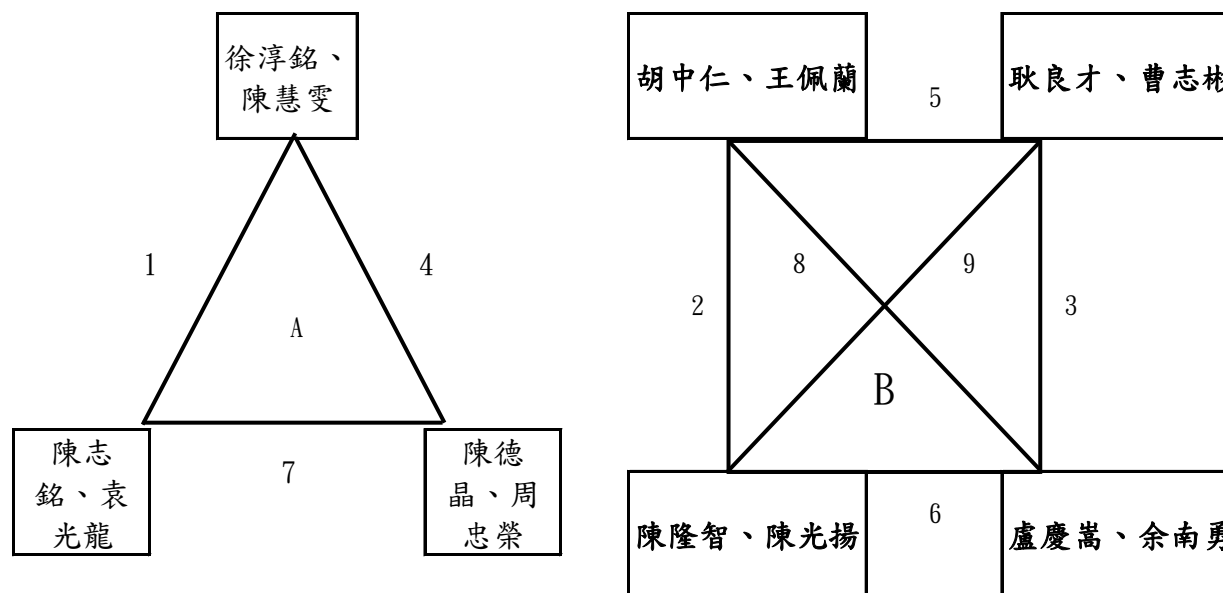 徐淳銘、
陳慧雯
1
4
A
陳志
銘、袁
光龍
7
陳德
晶、周
忠榮
胡中仁、王佩蘭
5
耿良才、曹志彬
8
9
2
3
B
陳隆智、陳光揚
6
盧慶嵩、余南勇